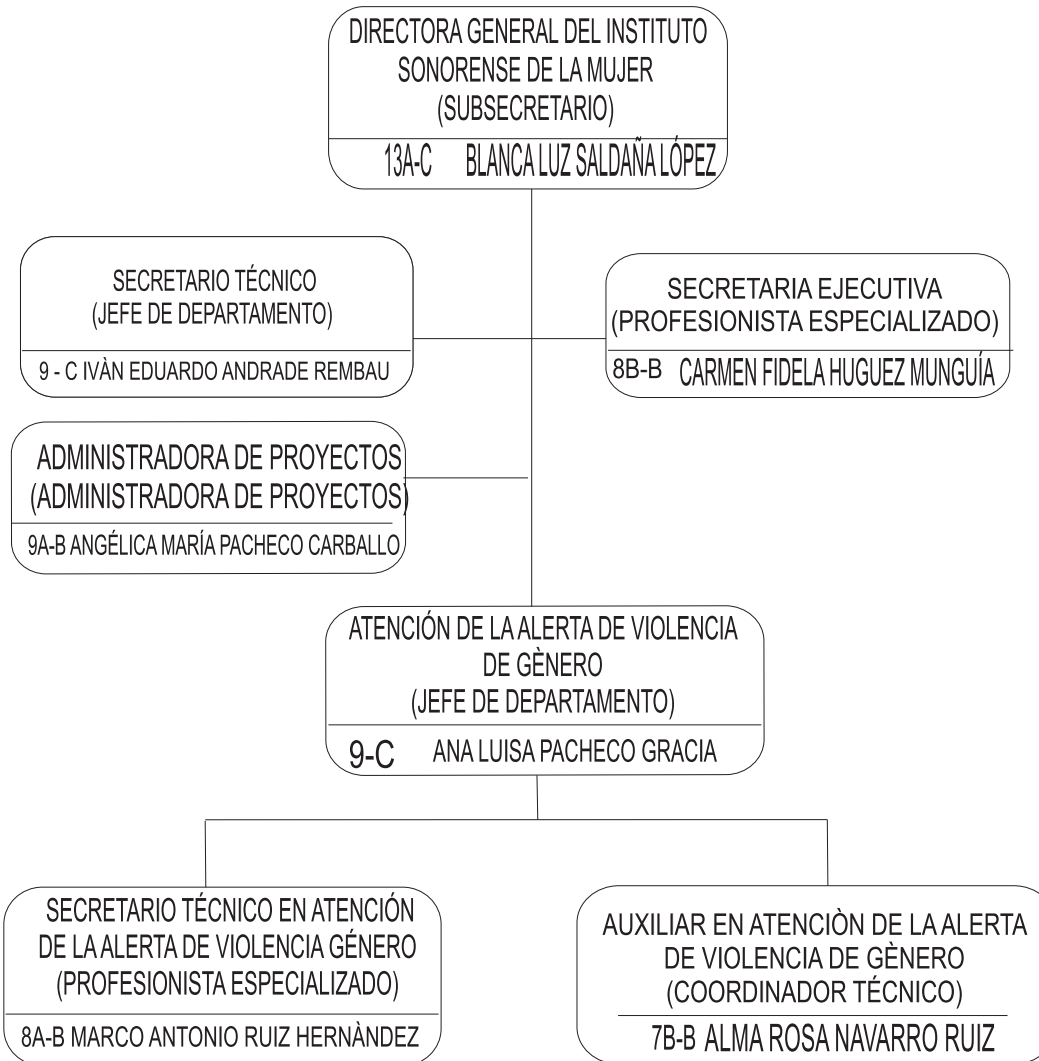 DIRECTORA GENERAL DEL INSTITUTO
SONORENSE DE LA MUJER
(SUBSECRETARIO)
13A-C BLANCA LUZ SALDAÑA LÓPEZ
SECRETARIO TÉCNICO
(JEFE DE DEPARTAMENTO)
9 - C IVÀN EDUARDO ANDRADE REMBAU
SECRETARIA EJECUTIVA
(PROFESIONISTA ESPECIALIZADO)
8B-B CARMEN FIDELA HUGUEZ MUNGUÍA
ADMINISTRADORA DE PROYECTOS
(ADMINISTRADORA DE PROYECTOS)
9A-B ANGÉLICA MARÍA PACHECO CARBALLO
ATENCIÓN DE LA ALERTA DE VIOLENCIA
DE GÈNERO
(JEFE DE DEPARTAMENTO)
9-C ANA LUISA PACHECO GRACIA
SECRETARIO TÉCNICO EN ATENCIÓN
DE LA ALERTA DE VIOLENCIA GÉNERO
(PROFESIONISTA ESPECIALIZADO)
8A-B MARCO ANTONIO RUIZ HERNÀNDEZ
AUXILIAR EN ATENCIÒN DE LA ALERTA
DE VIOLENCIA DE GÈNERO
(COORDINADOR TÉCNICO)
7B-B ALMA ROSA NAVARRO RUIZ